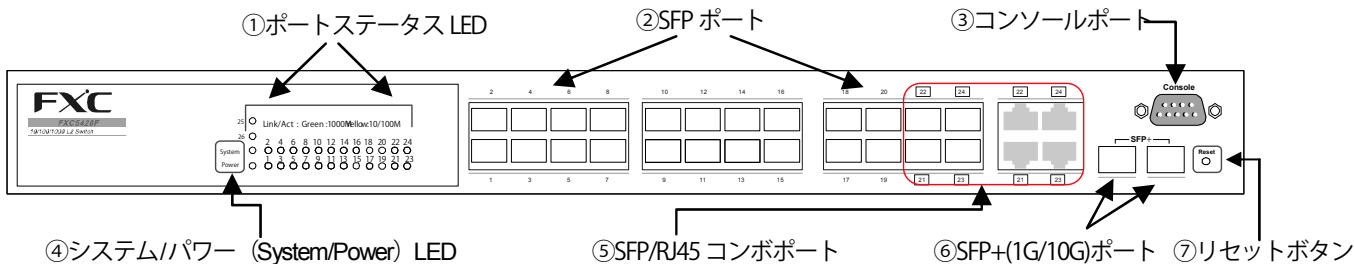 ①ポートステータス LED ②SFP ポート ③コンソールポート
FXC
FXC5426F
10/100/1000 L2 Switch
Link/Act : Green :1000M Yellow:10/100M
25
26
System
Power
2 4 6 8 10 12 14 16 18 20 22 24
1 3 5 7 9 11 13 15 17 19 21 23
2 4 6 8 10 12 14 16 18 20 22 24 22 24
1 3 5 7 9 11 13 15 17 19 21 23 21 23
Console
SFP+
Reset
④システム/パワー (System/Power) LED ⑤SFP/RJ45 コンボポート ⑥SFP+(1G/10G)ポート ⑦リセットボタン